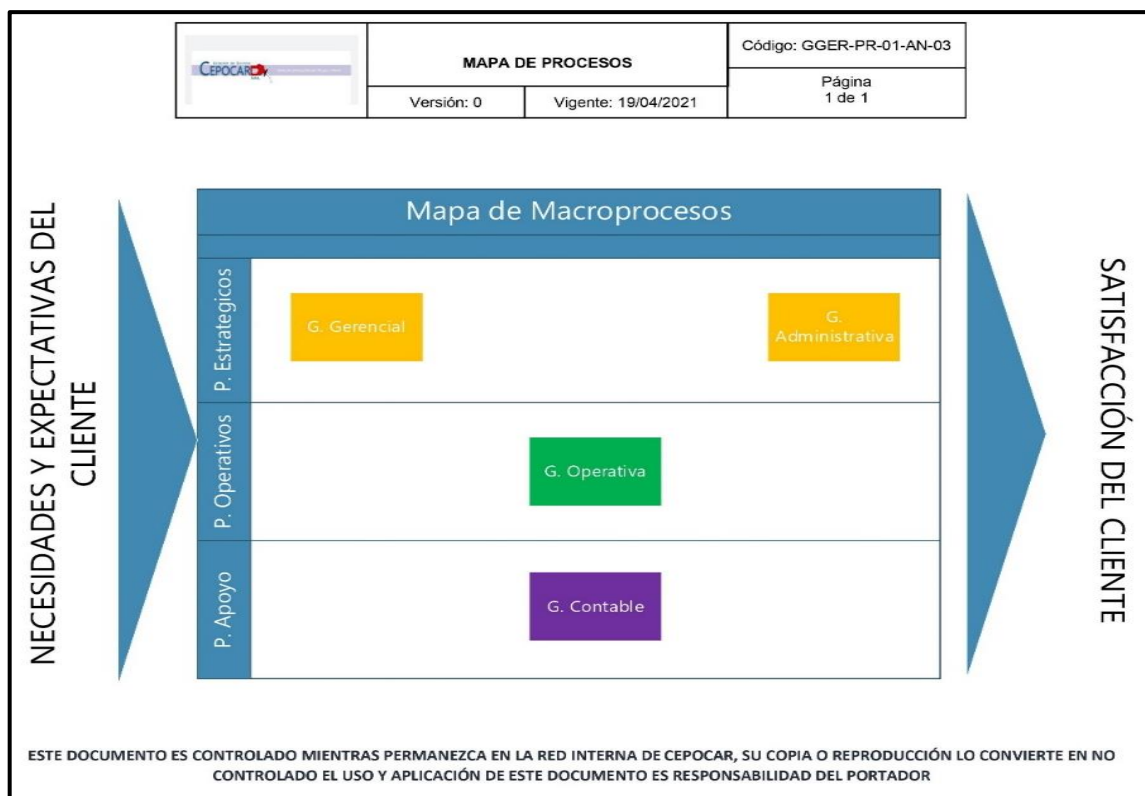 CEPOCAR
MAPA DE PROCESOS
Código: GGER-PR-01-AN-03
Versión: 0
Vigente: 19/04/2021
Página
1 de 1
NECESIDADES Y EXPECTATIVAS DEL
CLIENTE
Mapa de Macroprocesos
P. Estrategicos
G. Gerencial
G.
Administrativa
P. Operativos
G. Operativa
P. Apoyo
G. Contable
SATISFACCIÓN DEL CLIENTE
ESTE DOCUMENTO ES CONTROLADO MIENTRAS PERMANEZCA EN LA RED INTERNA DE CEPOCAR, SU COPIA O REPRODUCCIÓN LO CONVIERTE EN NO
CONTROLADO EL USO Y APLICACIÓN DE ESTE DOCUMENTO ES RESPONSABILIDAD DEL PORTADOR